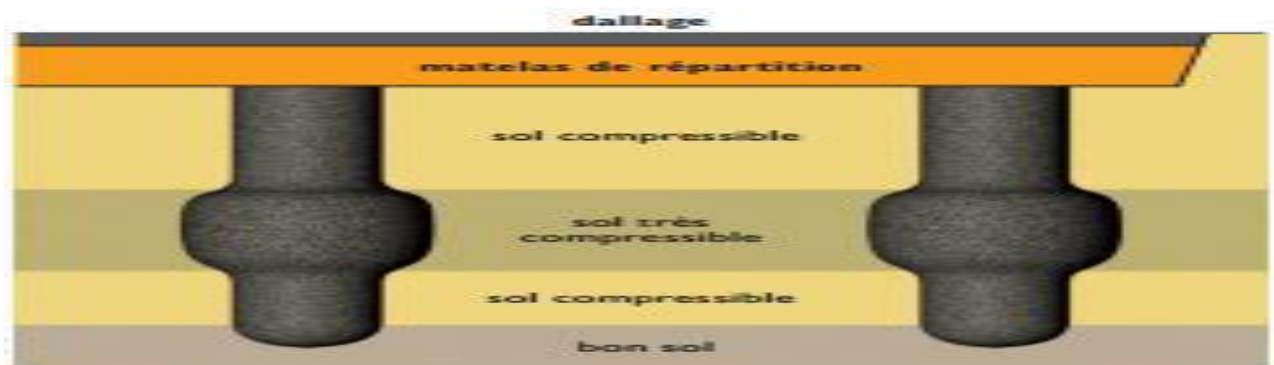 dallage
matelas de répartition
sol compressible
sol très
compressible
sol compressible
bon sol